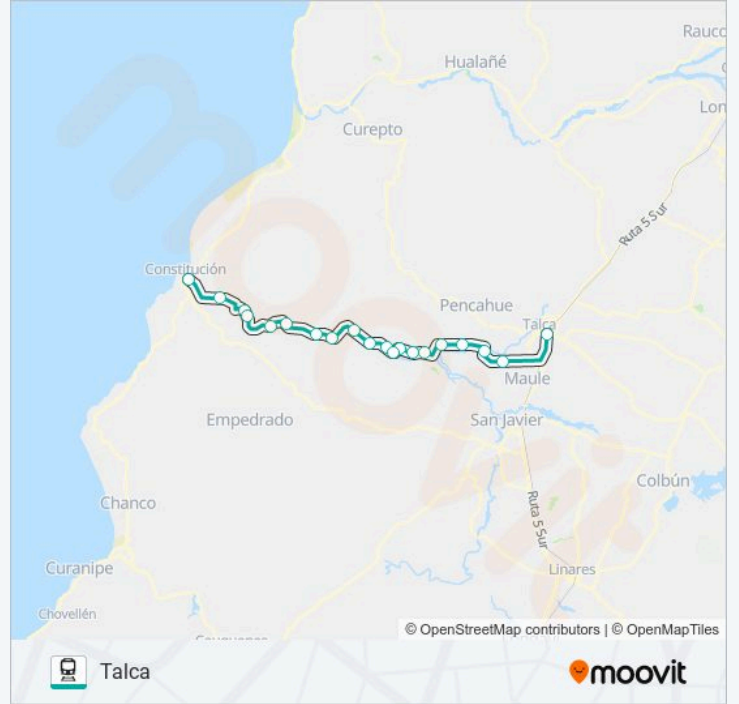 Rauco
Hualañé
Lon
Curepto
Ruta 5 Sur
Constitución
Pencahue
Talca
Maule
Empedrado
San Javier
Colbún
Chanco
Ruta 5 Sur
Curanipe
Linares
Chovellén
© OpenStreetMap contributors | © OpenMapTiles
Talca
moovit
moovit